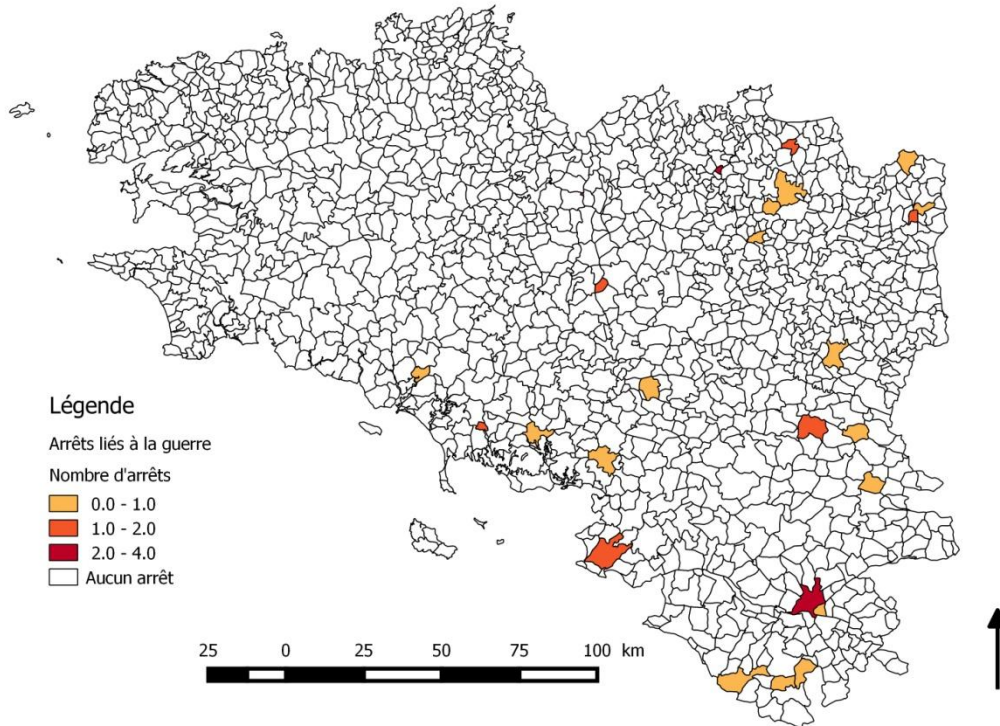 Légende
Arrêts liés à la guerre
Nombre d'arrêts
0.0 - 1.0
1.0 - 2.0
2.0 - 4.0
Aucun arrêt
25 0 25 50 75 100 km